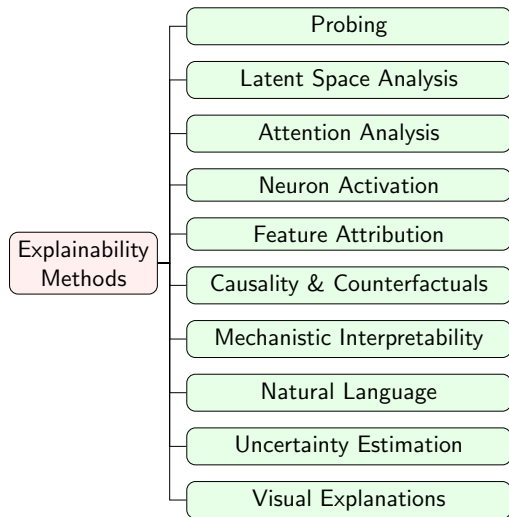 Probing
Latent Space Analysis
Attention Analysis
Neuron Activation
Feature Attribution
Explainability
Methods
Causality & Counterfactuals
Mechanistic Interpretability
Natural Language
Uncertainty Estimation
Visual Explanations